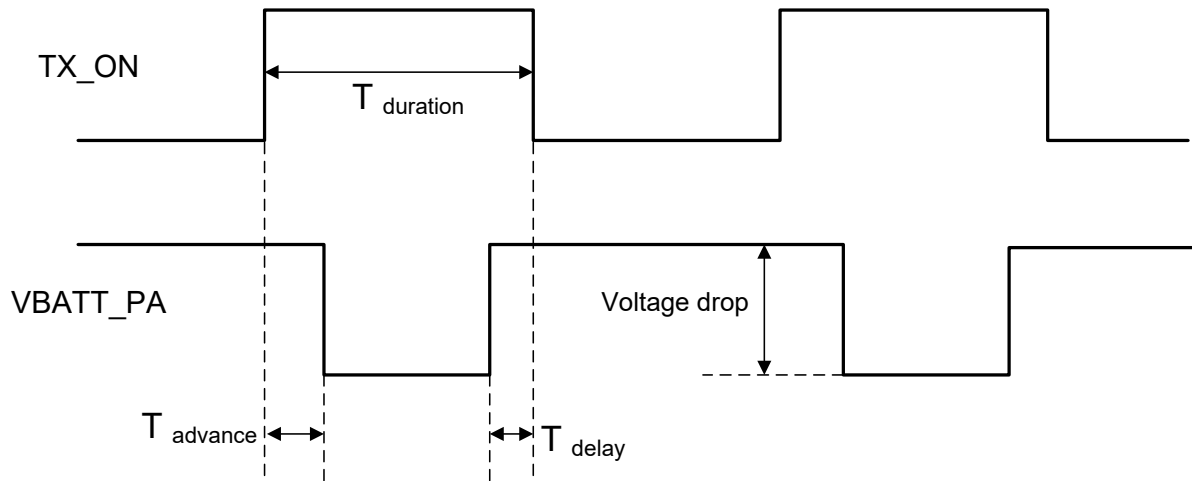 TX_ON
T duration
VBATT_PA
Voltage drop
T advance
T delay